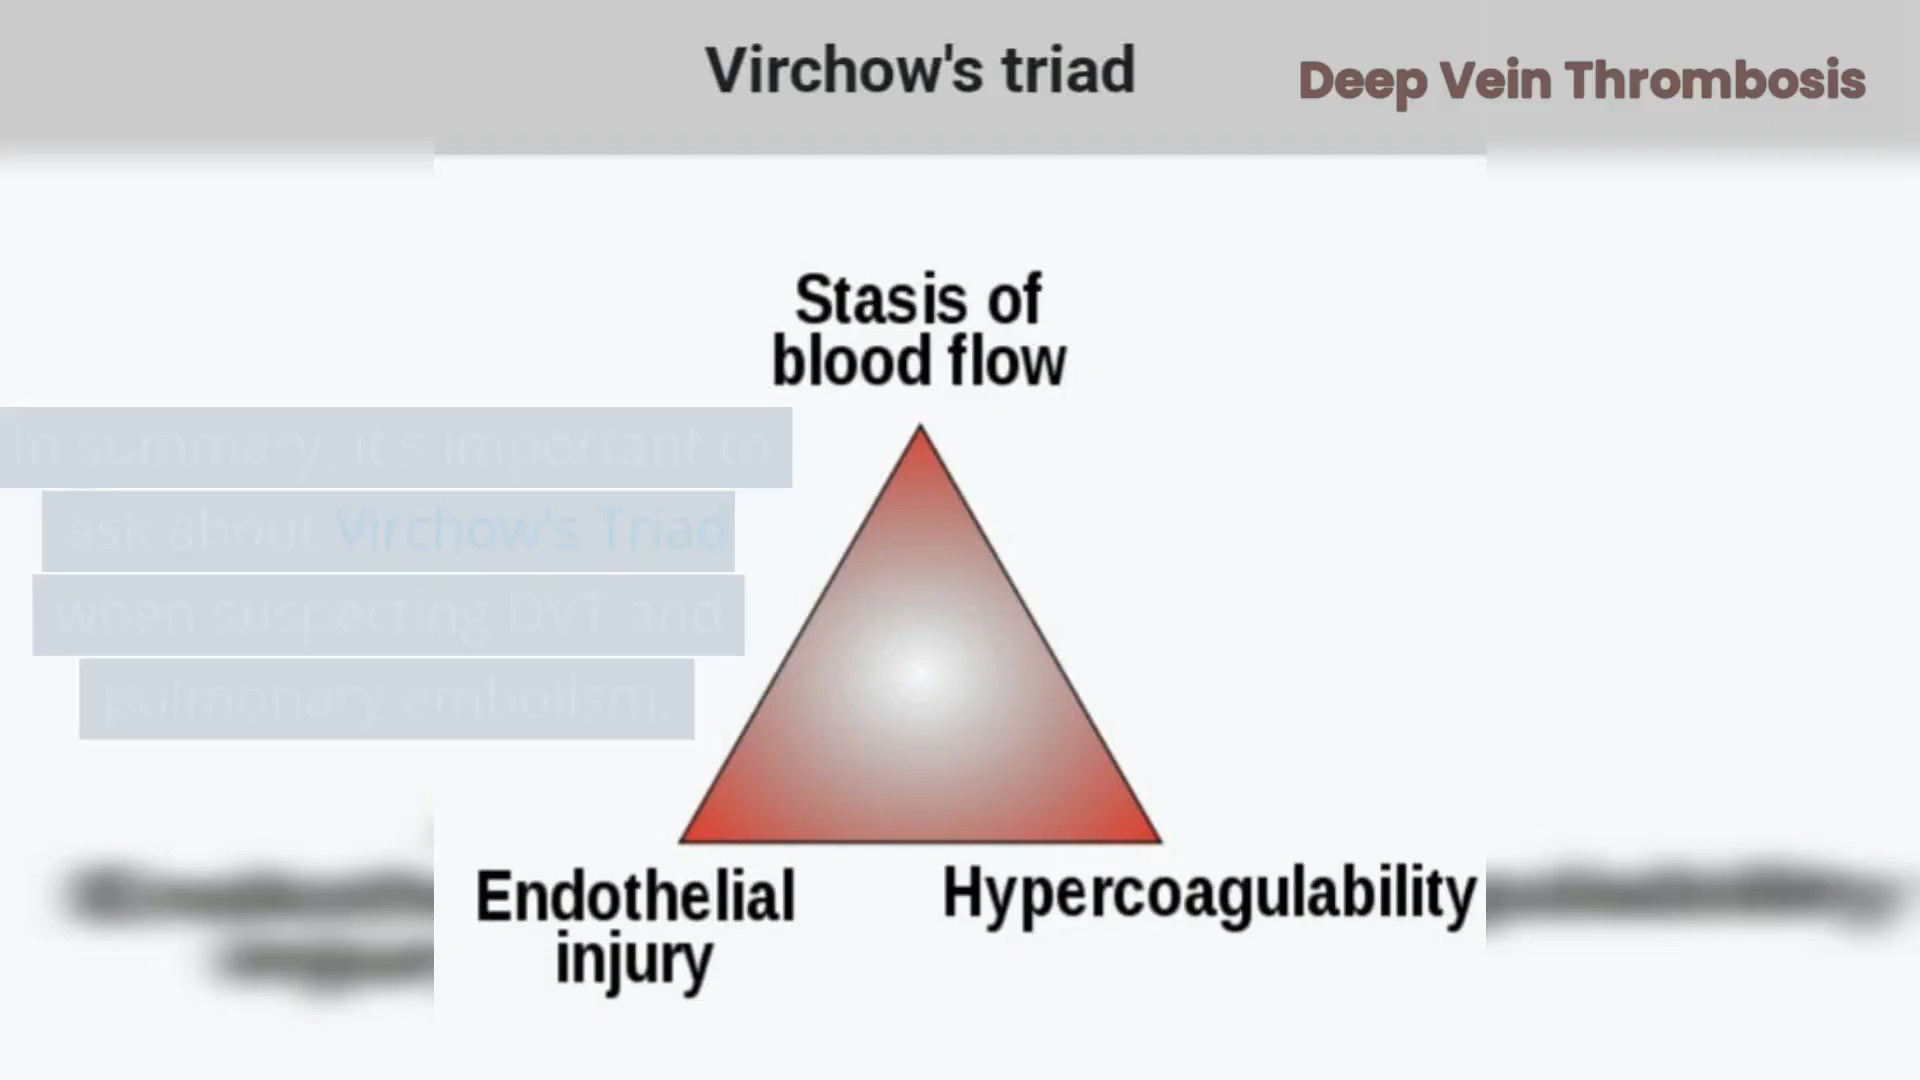 Virchow's triad
Deep Vein Thrombosis
Stasis of
blood flow
In summary, it's important to
ask about Virchow's Triad
when suspecting DVT and
pulmonary embolism.
Endothelial
injury
Hypercoagulability